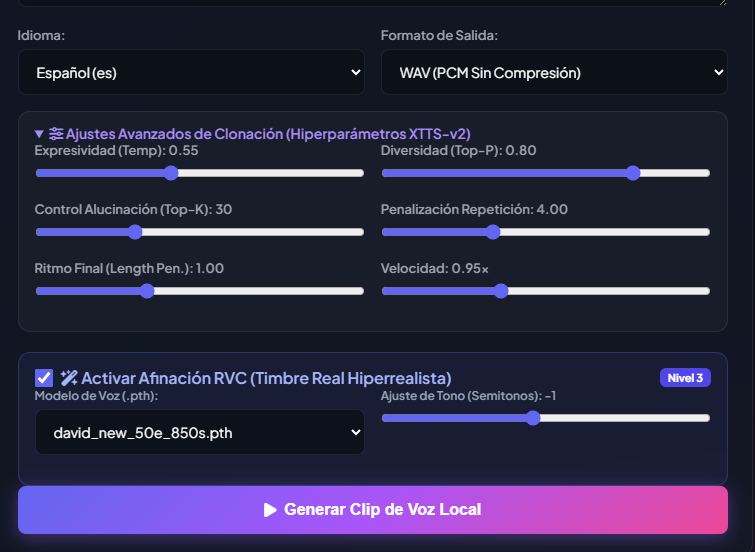 Idioma:
Formato de Salida:
Español (es)
WAV (PCM Sin Compresión)
Ajustes Avanzados de Clonación (Hiperparámetros XTTS-v2)
Expresividad (Temp): 0.55
Diversidad (Top-P): 0.80
Control Alucinación (Top-K): 30
Penalización Repetición: 4.00
Ritmo Final (Length Pen.): 1.00
Velocidad: 0.95x
Activar Afinación RVC (Timbre Real Hiperrealista)
Nivel 3
Modelo de Voz (.pth):
Ajuste de Tono (Semitonos): -1
david_new_50e_850s.pth
Generar Clip de Voz Local